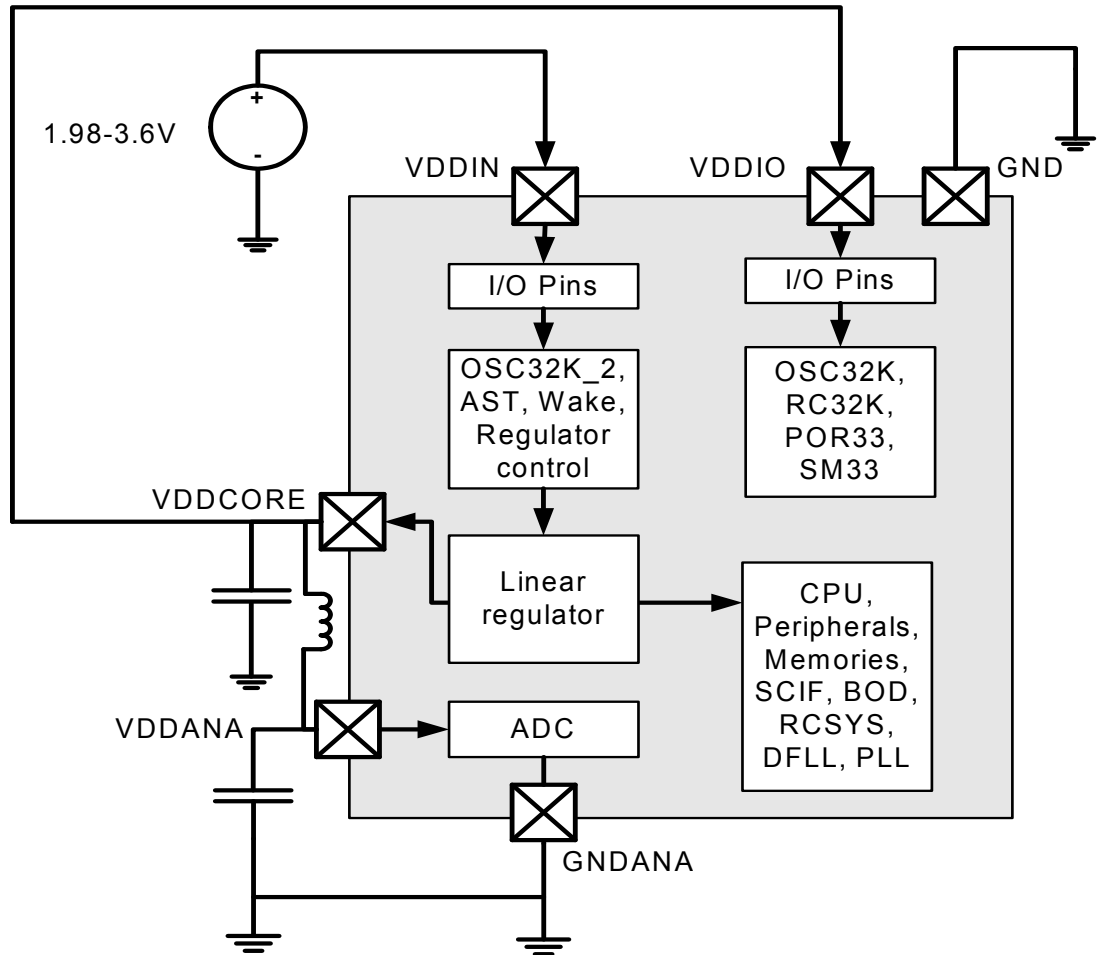 +
1.98-3.6V
-
VDDIN
VDDIO
GND
I/O Pins
I/O Pins
OSC32K_2,
AST, Wake,
Regulator
control
OSC32K,
RC32K,
POR33,
SM33
VDDCORE
Linear
regulator
CPU,
Peripherals,
Memories,
SCIF, BOD,
RCSYS,
DFLL, PLL
VDDANA
ADC
GNDANA